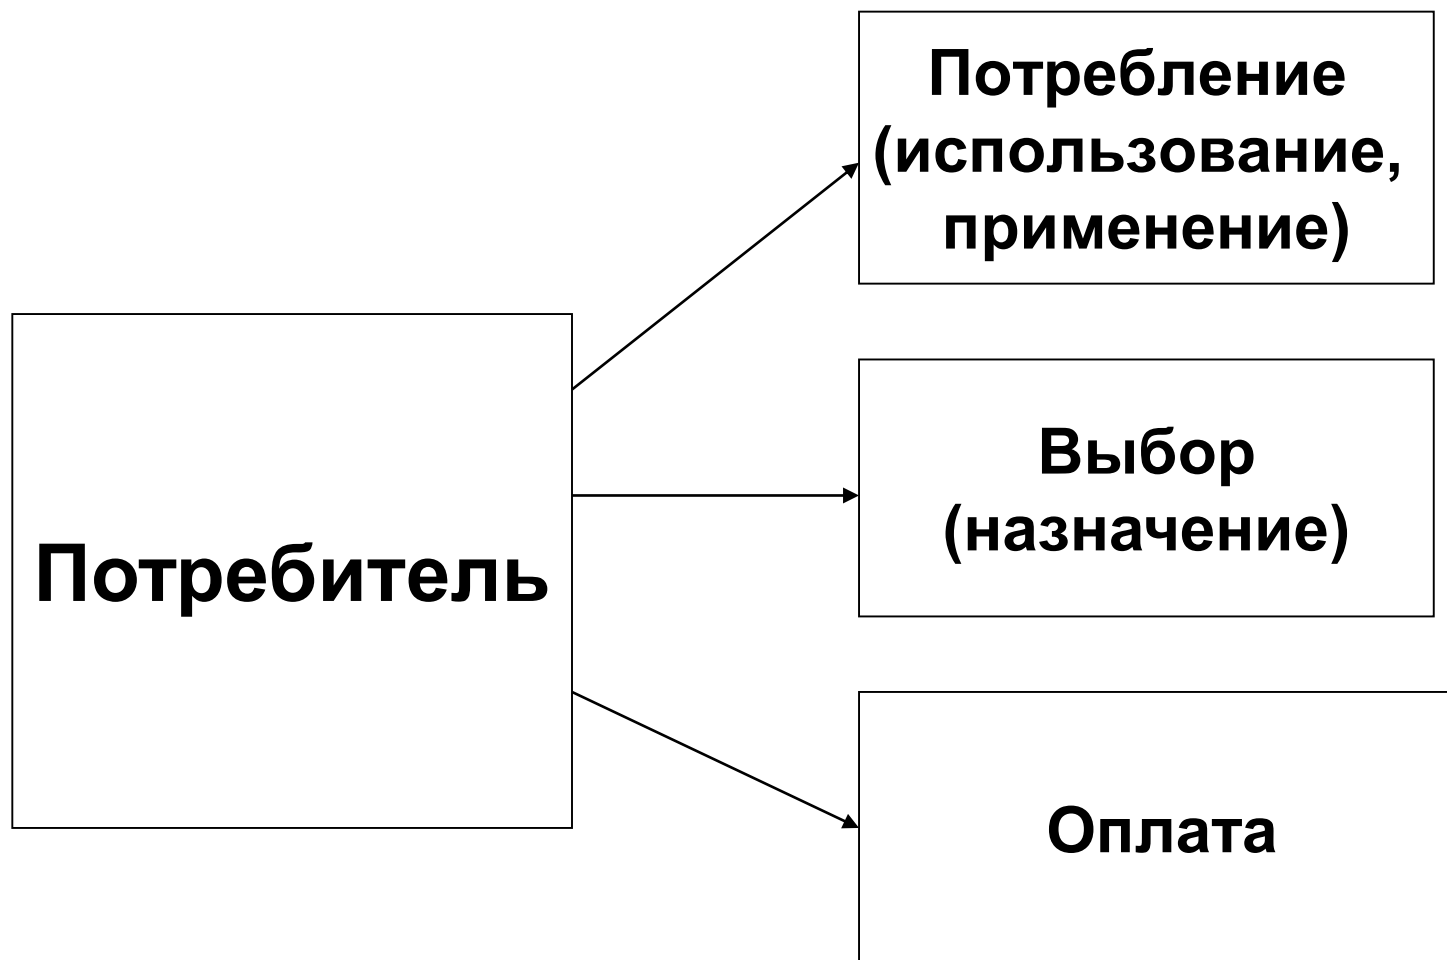 Потребитель
Потребление
(использование,
применение)
Выбор
(назначение)
Оплата